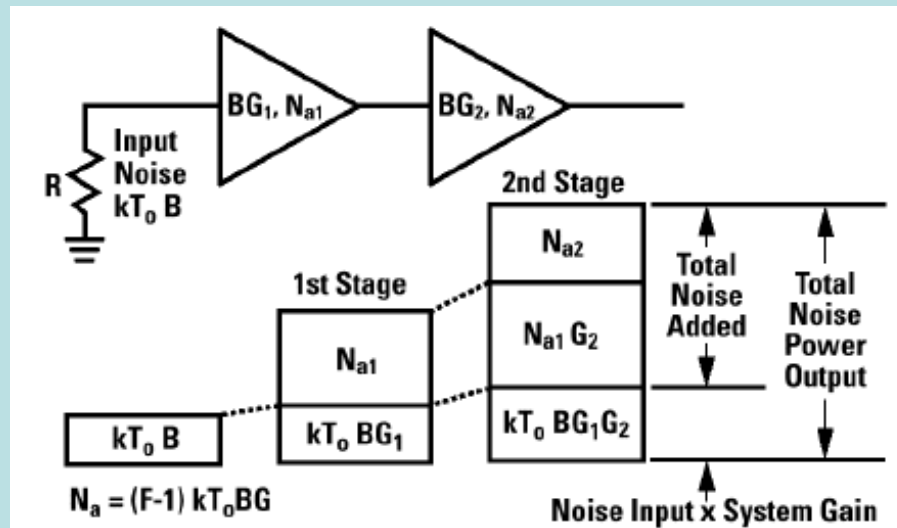 BG₁, Nₐ₁
BG₂, Nₐ₂
Input
Noise
kTₒ B
R
2nd Stage
Nₐ₂
1st Stage
Total
Noise
Added
Total
Noise
Power
Output
Nₐ₁
Nₐ₁ G₂
kTₒ B
kTₒ BG₁
kTₒ BG₁G₂
Nₐ = (F-1) kTₒBG
Noise Input x System Gain